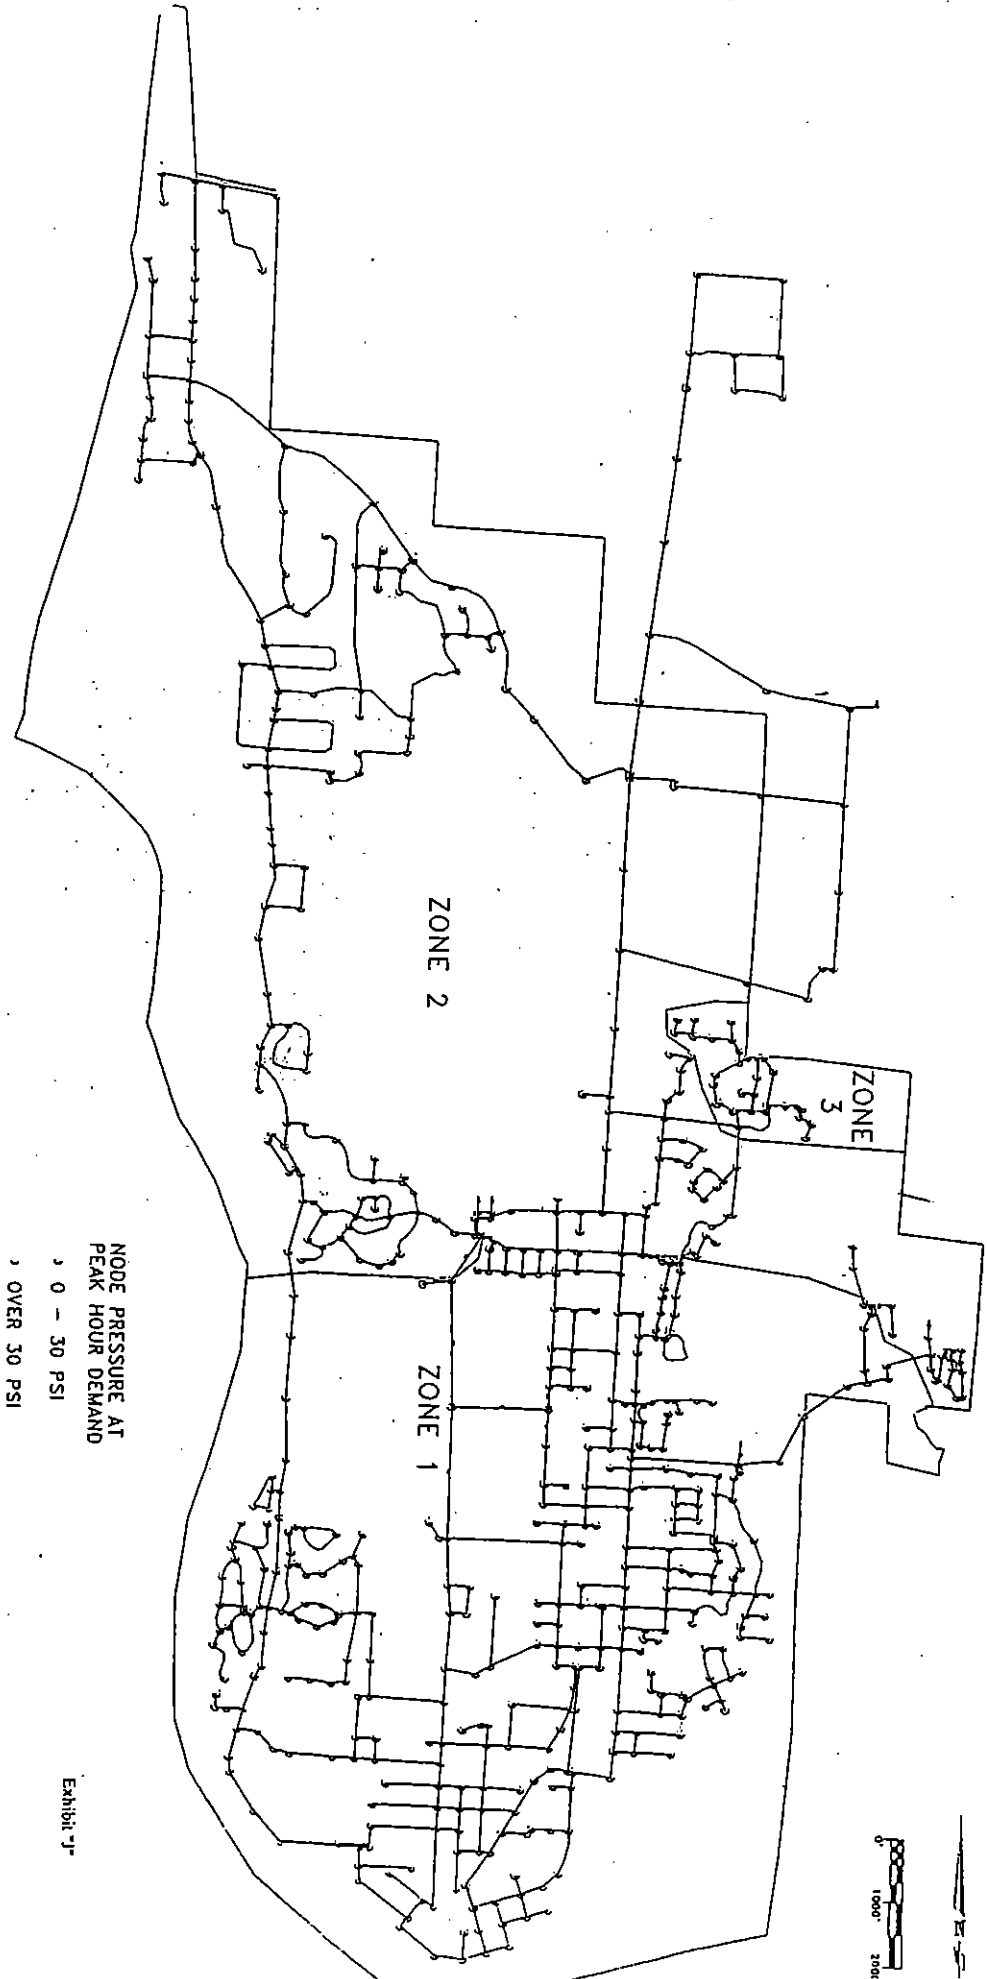 ZONE 2
ZONE 3
ZONE 1
NODE PRESSURE AT
PEAK HOUR DEMAND
0 - 30 PSI
OVER 30 PSI
Exhibit "J"
0'
1000'